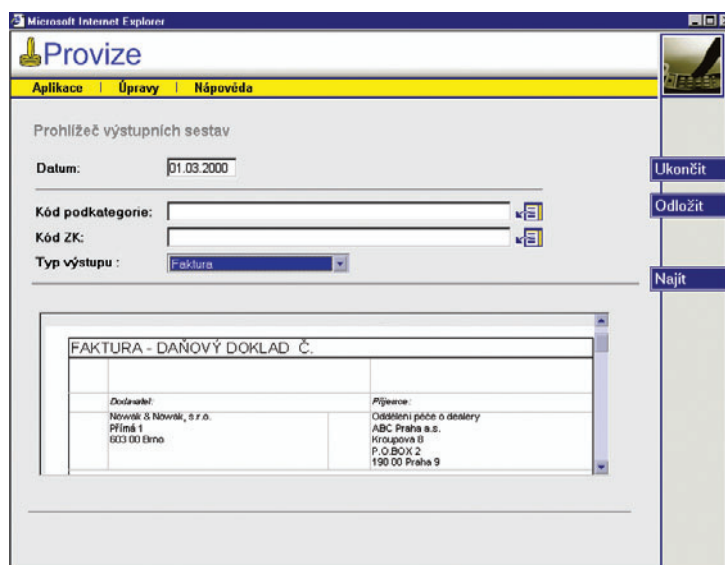 Microsoft Internet Explorer
Provize
Aplikace | Úpravy | Nápověda
Prohlížeč výstupních sestav
Datum: 01.03.2000
Ukončit
Kód podkategorie:
Odložit
Kód ZK:
Typ výstupu : Faktura
Najít
FAKTURA - DAŇOVÝ DOKLAD Č.
Dodavatel: Příjemce:
Nowak & Nowak, s.r.o. Oddělení péče o dealery
Přímá 1 ABC Praha a.s.
603 00 Brno Kroupova 8
P.O.BOX 2
190 00 Praha 9